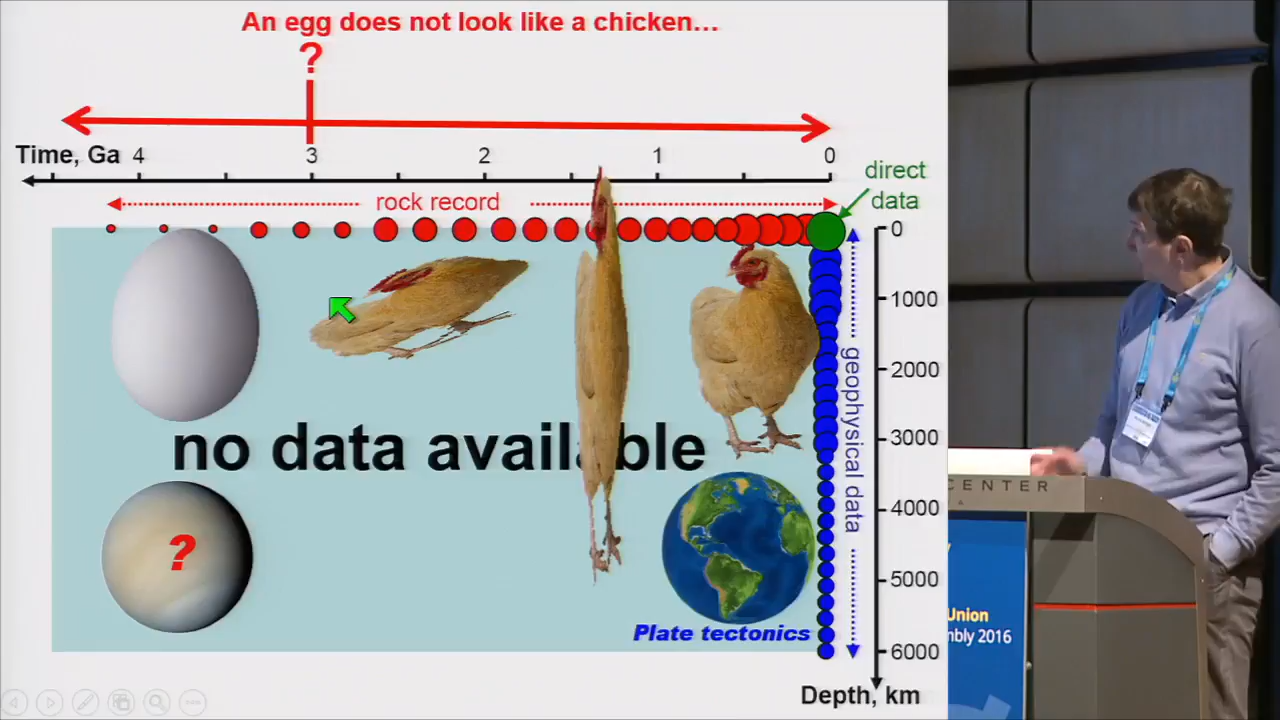 An egg does not look like a chicken...
?
Time, Ga 4 3 2 1 0
direct
data
rock record
0
1000
2000
3000
4000
5000
6000
geophysical data
no data available
?
Plate tectonics
Depth, km
CENTER
Union
mbly 2016